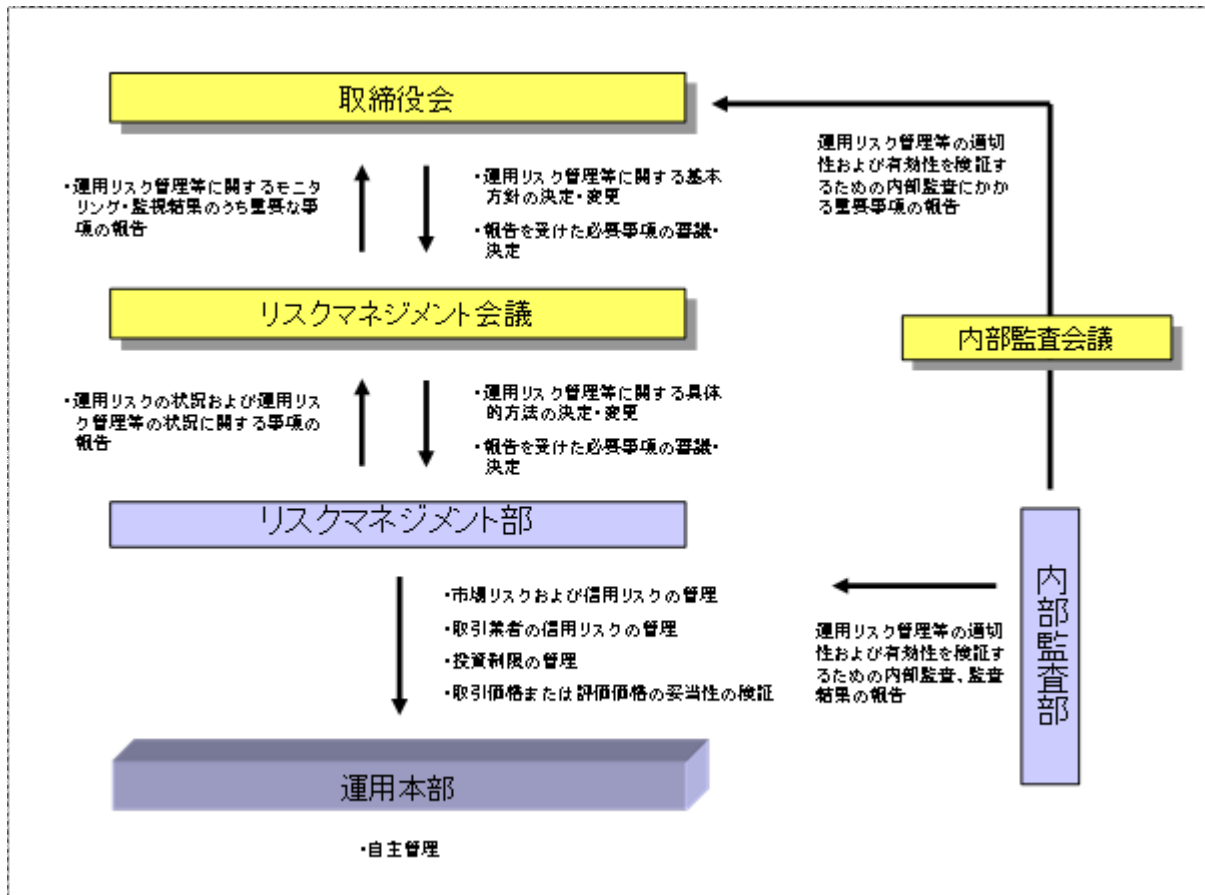 取締役会
・運用リスク管理等に関するモニタ
リング・監視結果のうち重要な事
項の報告
・運用リスク管理等に関する基本
方針の決定・変更
・報告を受けた必要事項の審議・
決定
運用リスク管理等の適切
性および有効性を検証す
るための内部監査にかか
る重要事項の報告
リスクマネジメント会議
内部監査会議
・運用リスクの状況および運用リス
ク管理等の状況に関する事項の
報告
・運用リスク管理等に関する具体
的方法の決定・変更
・報告を受けた必要事項の審議・
決定
リスクマネジメント部
内部監査部
・市場リスクおよび信用リスクの管理
・取引業者の信用リスクの管理
・投資制限の管理
・取引価格または評価価格の妥当性の検証
運用リスク管理等の適切
性および有効性を検証す
るための内部監査、監査
結果の報告
運用本部
・自主管理